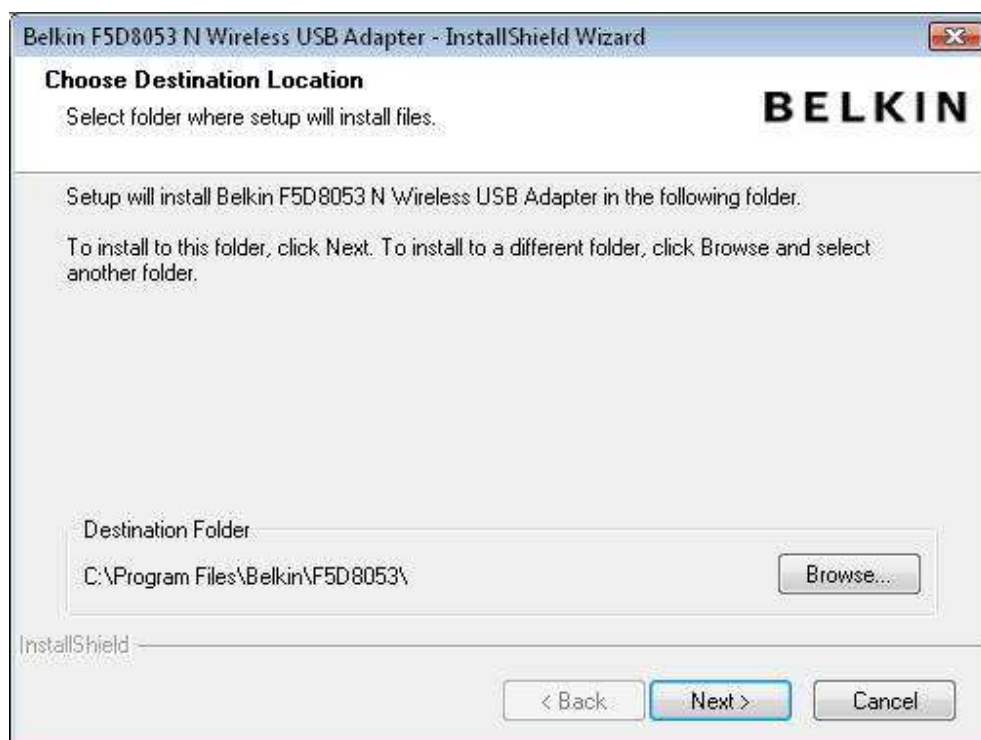 Belkin F5D8053 N Wireless USB Adapter - InstallShield Wizard
Choose Destination Location
Select folder where setup will install files.
BELKIN
Setup will install Belkin F5D8053 N Wireless USB Adapter in the following folder.
To install to this folder, click Next. To install to a different folder, click Browse and select
another folder.
Destination Folder
C:\Program Files\Belkin\F5D8053\
Browse...
InstallShield
< Back
Next >
Cancel